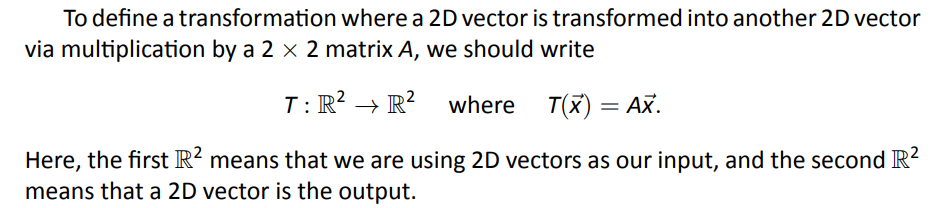 To define a transformation where a 2D vector is transformed into another 2D vector
via multiplication by a 2 × 2 matrix A, we should write
T : ℝ² → ℝ² where T(x⃗) = Ax⃗.
Here, the first ℝ² means that we are using 2D vectors as our input, and the second ℝ²
means that a 2D vector is the output.